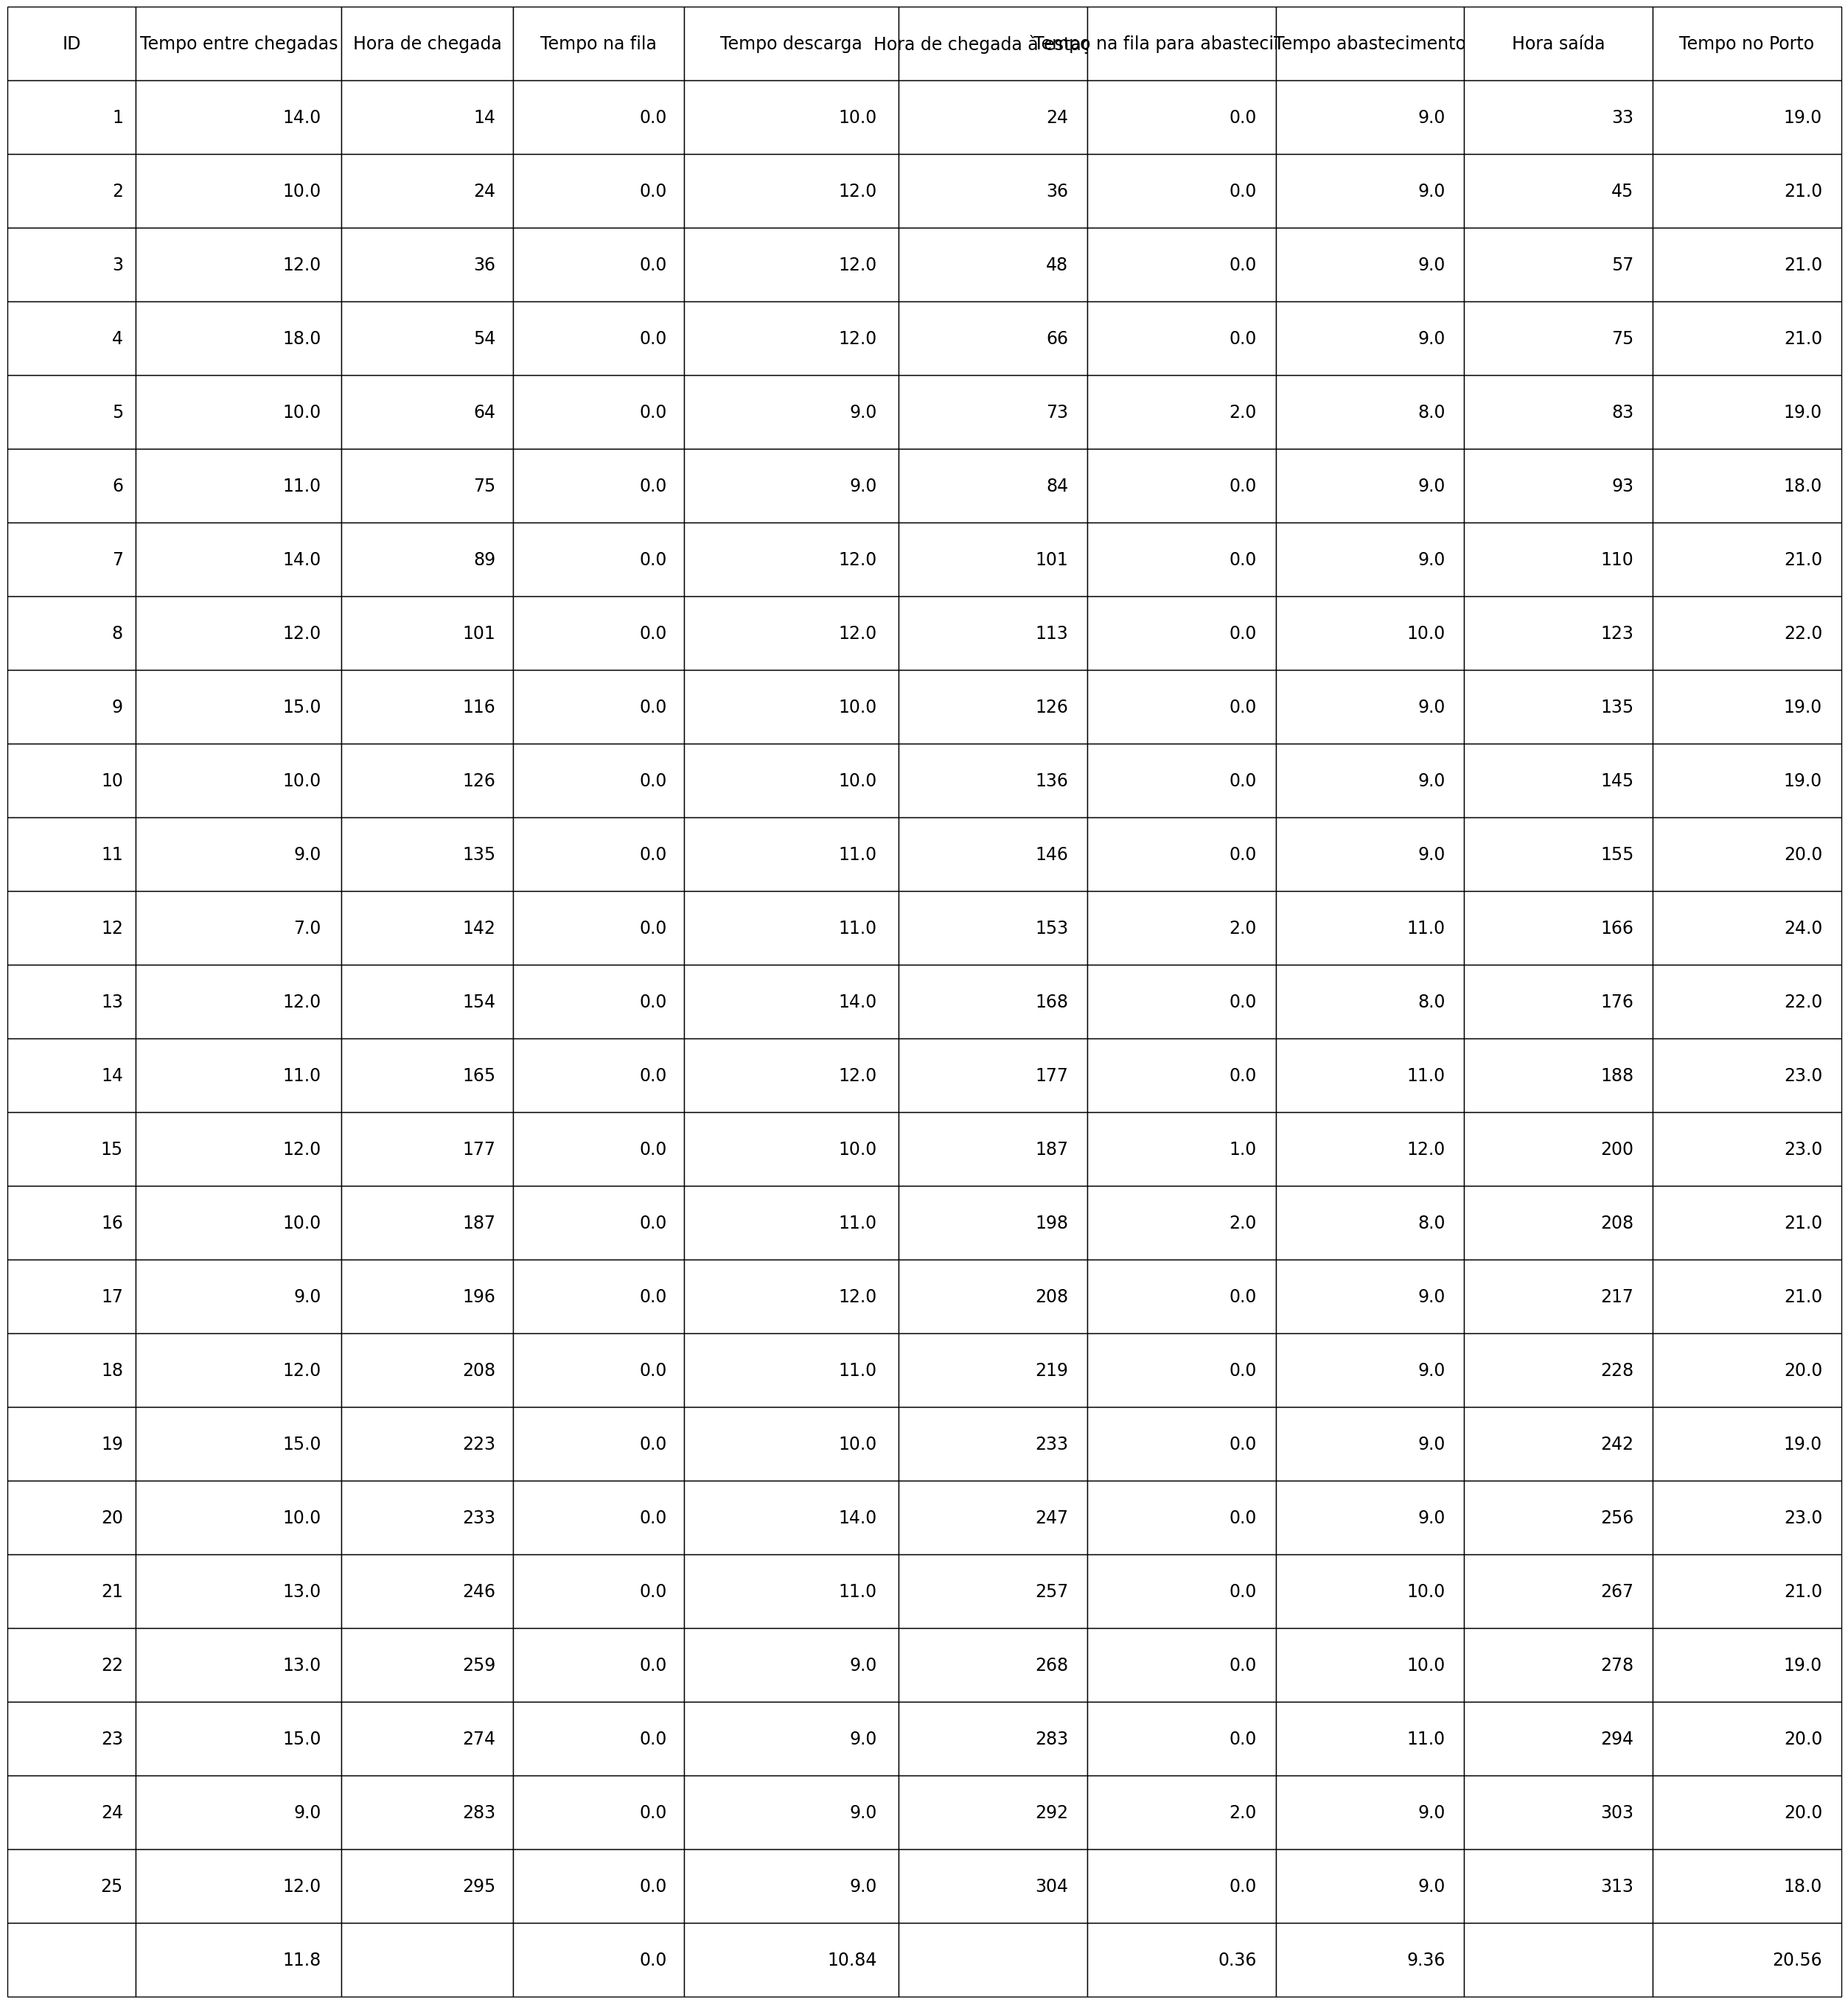 ID Tempo entre chegadas Hora de chegada Tempo na fila Tempo descarga Hora de chegada à Tempo na fila para Tempo abastecimento Hora saída Tempo no Porto
1 14.0 14 0.0 10.0 24 0.0 9.0 33 19.0
2 10.0 24 0.0 12.0 36 0.0 9.0 45 21.0
3 12.0 36 0.0 12.0 48 0.0 9.0 57 21.0
4 18.0 54 0.0 12.0 66 0.0 9.0 75 21.0
5 10.0 64 0.0 9.0 73 2.0 8.0 83 19.0
6 11.0 75 0.0 9.0 84 0.0 9.0 93 18.0
7 14.0 89 0.0 12.0 101 0.0 9.0 110 21.0
8 12.0 101 0.0 12.0 113 0.0 10.0 123 22.0
9 15.0 116 0.0 10.0 126 0.0 9.0 135 19.0
10 10.0 126 0.0 10.0 136 0.0 9.0 145 19.0
11 9.0 135 0.0 11.0 146 0.0 9.0 155 20.0
12 7.0 142 0.0 11.0 153 2.0 11.0 166 24.0
13 12.0 154 0.0 14.0 168 0.0 8.0 176 22.0
14 11.0 165 0.0 12.0 177 0.0 11.0 188 23.0
15 12.0 177 0.0 10.0 187 1.0 12.0 200 23.0
16 10.0 187 0.0 11.0 198 2.0 8.0 208 21.0
17 9.0 196 0.0 12.0 208 0.0 9.0 217 21.0
18 12.0 208 0.0 11.0 219 0.0 9.0 228 20.0
19 15.0 223 0.0 10.0 233 0.0 9.0 242 19.0
20 10.0 233 0.0 14.0 247 0.0 9.0 256 23.0
21 13.0 246 0.0 11.0 257 0.0 10.0 267 21.0
22 13.0 259 0.0 9.0 268 0.0 10.0 278 19.0
23 15.0 274 0.0 9.0 283 0.0 11.0 294 20.0
24 9.0 283 0.0 9.0 292 2.0 9.0 303 20.0
25 12.0 295 0.0 9.0 304 0.0 9.0 313 18.0
11.8 0.0 10.84 0.36 9.36 20.56